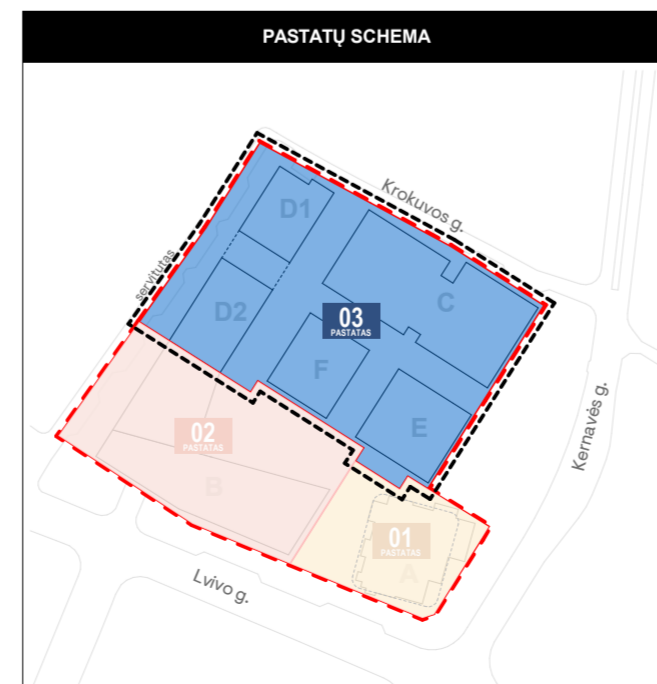 PASTATŲ SCHEMA
Krokuvos g.
D1
servitutas
C
D2
03
PASTATAS
F
Kernavės g.
E
02
PASTATAS
B
01
PASTATAS
A
Lvivo g.